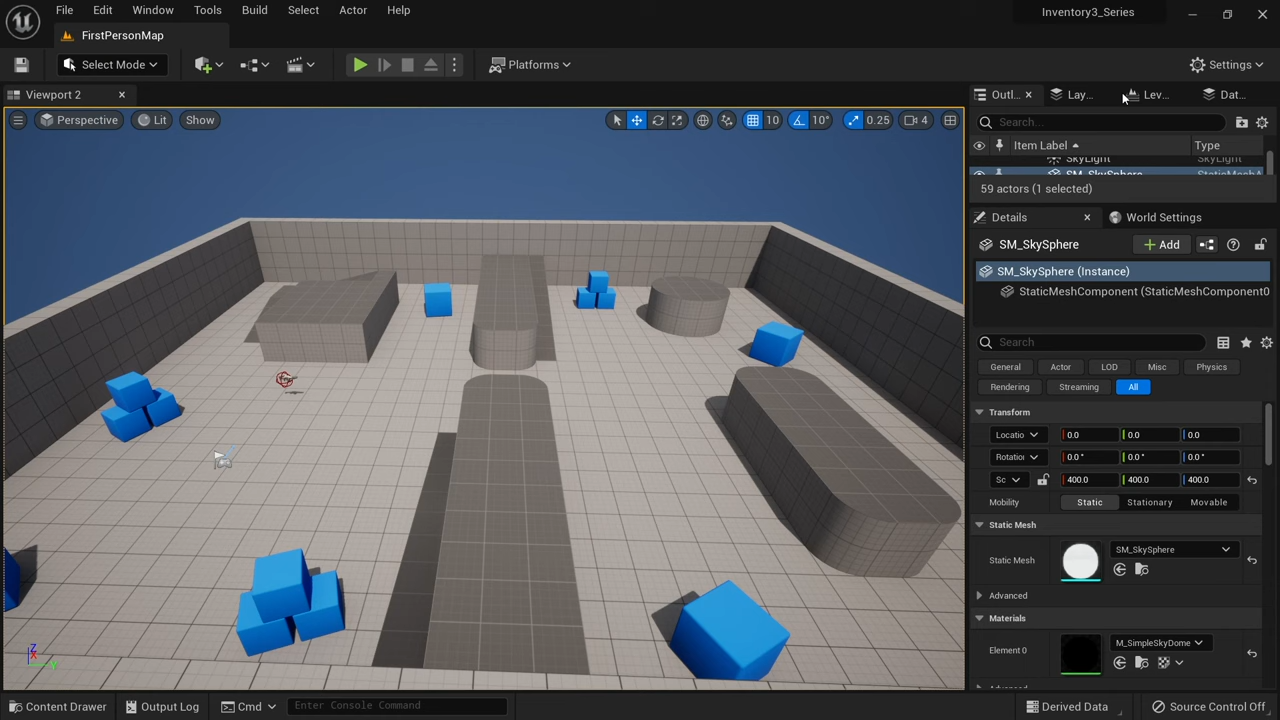 File Edit Window Tools Build Select Actor Help
Inventory3_Series
FirstPersonMap
Select Mode
Platforms
Settings
Viewport 2
Outl...
Lay...
Lev...
Dat...
Perspective
Lit
Show
10
10°
0.25
4
Search...
Item Label
Type
SkyLight SkyLight
SM_SkySphere StaticMeshA
59 actors (1 selected)
Details
World Settings
SM_SkySphere
+ Add
SM_SkySphere (Instance)
StaticMeshComponent (StaticMeshComponent0
Search
General Actor LOD Misc Physics
Rendering Streaming All
Transform
Locatio 0.0 0.0 0.0
Rotation 0.0 ° 0.0 ° 0.0 °
Sc 400.0 400.0 400.0
Mobility Static Stationary Movable
Static Mesh
SM_SkySphere
Static Mesh
Advanced
Materials
M_SimpleSkyDome
Element 0
Advanced
Z
X
Y
Content Drawer
Output Log
Cmd
Enter Console Command
Derived Data
Source Control Off